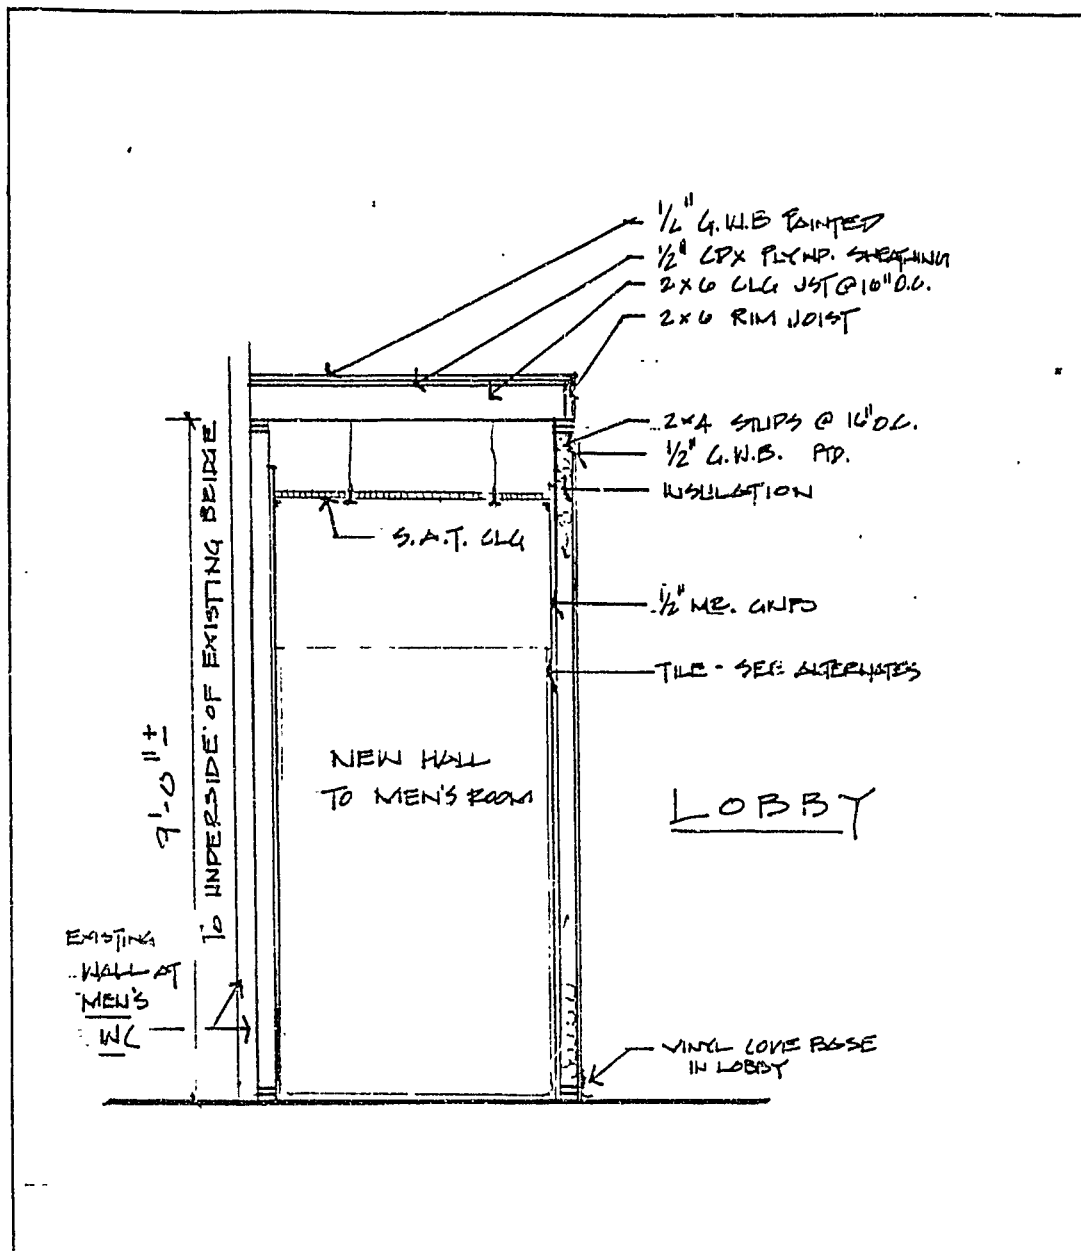 1/2" G.W.B PAINTED
1/2" CDX PLYWD. SHEATHING
2x6 CLG JST @ 16" O.C.
2x6 RIM JOIST
2x4 STUDS @ 16" O.C.
1/2" G.W.B. PTD.
INSULATION
S.A.T. CLG
1/2" MR. GWB
TILE - SEE ALTERNATES
NEW HALL
TO MEN'S ROOM
LOBBY
9'-0" ±
TO UNDERSIDE OF EXISTING BRIDGE
EXISTING
WALL AT
MEN'S
WC
VINYL COVE BASE
IN LOBBY